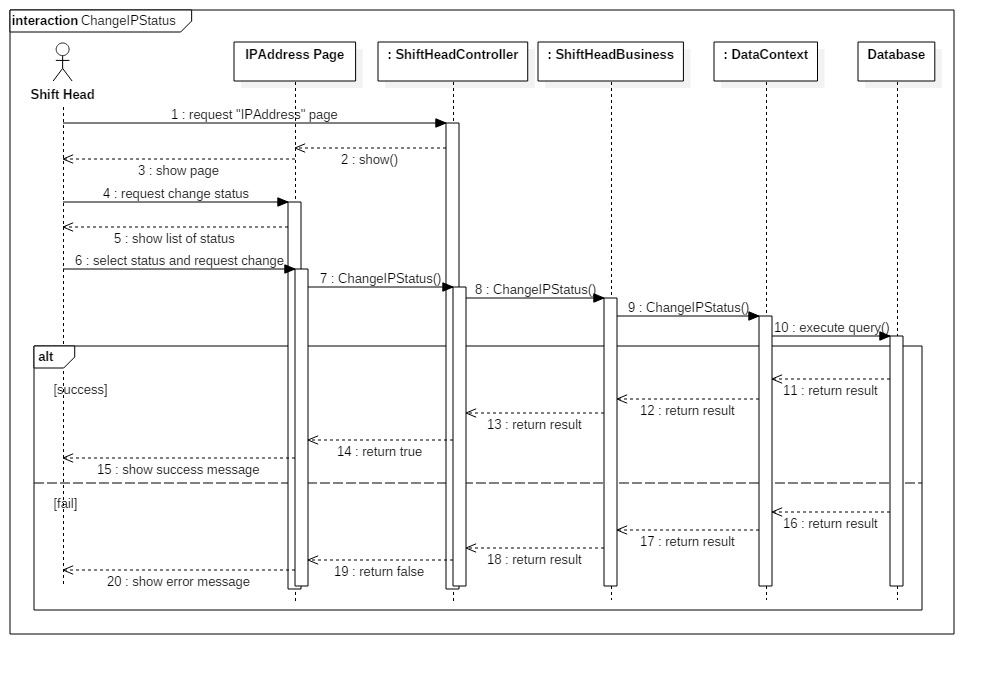 interaction ChangeIPStatus
Shift Head
IPAddress Page
: ShiftHeadController
: ShiftHeadBusiness
: DataContext
Database
1 : request "IPAddress" page
2 : show()
3 : show page
4 : request change status
5 : show list of status
6 : select status and request change
7 : ChangeIPStatus()
8 : ChangeIPStatus()
9 : ChangeIPStatus()
10 : execute query()
alt
[success]
11 : return result
12 : return result
13 : return result
14 : return true
15 : show success message
[fail]
16 : return result
17 : return result
18 : return result
19 : return false
20 : show error message